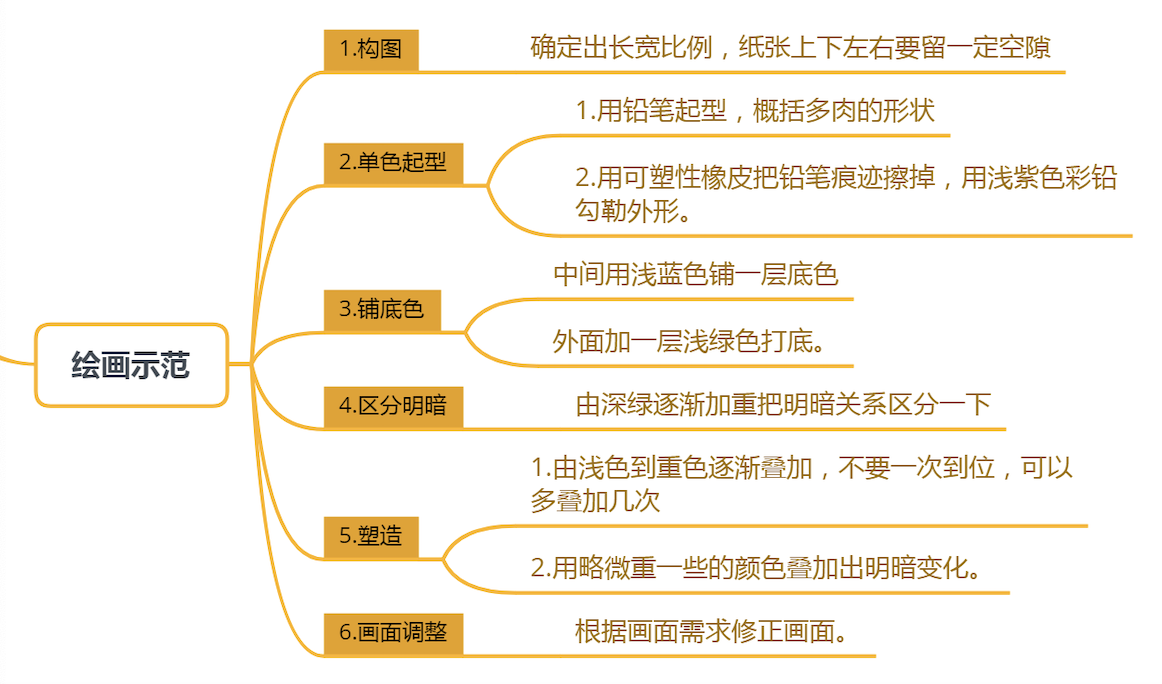 绘画示范
1.构图
确定出长宽比例，纸张上下左右要留一定空隙
2.单色起型
1.用铅笔起型，概括多肉的形状
2.用可塑性橡皮把铅笔痕迹擦掉，用浅紫色彩铅
勾勒外形。
3.铺底色
中间用浅蓝色铺一层底色
外面加一层浅绿色打底。
4.区分明暗
由深绿逐渐加重把明暗关系区分一下
5.塑造
1.由浅色到重色逐渐叠加，不要一次到位，可以
多叠加几次
2.用略微重一些的颜色叠加出明暗变化。
6.画面调整
根据画面需求修正画面。